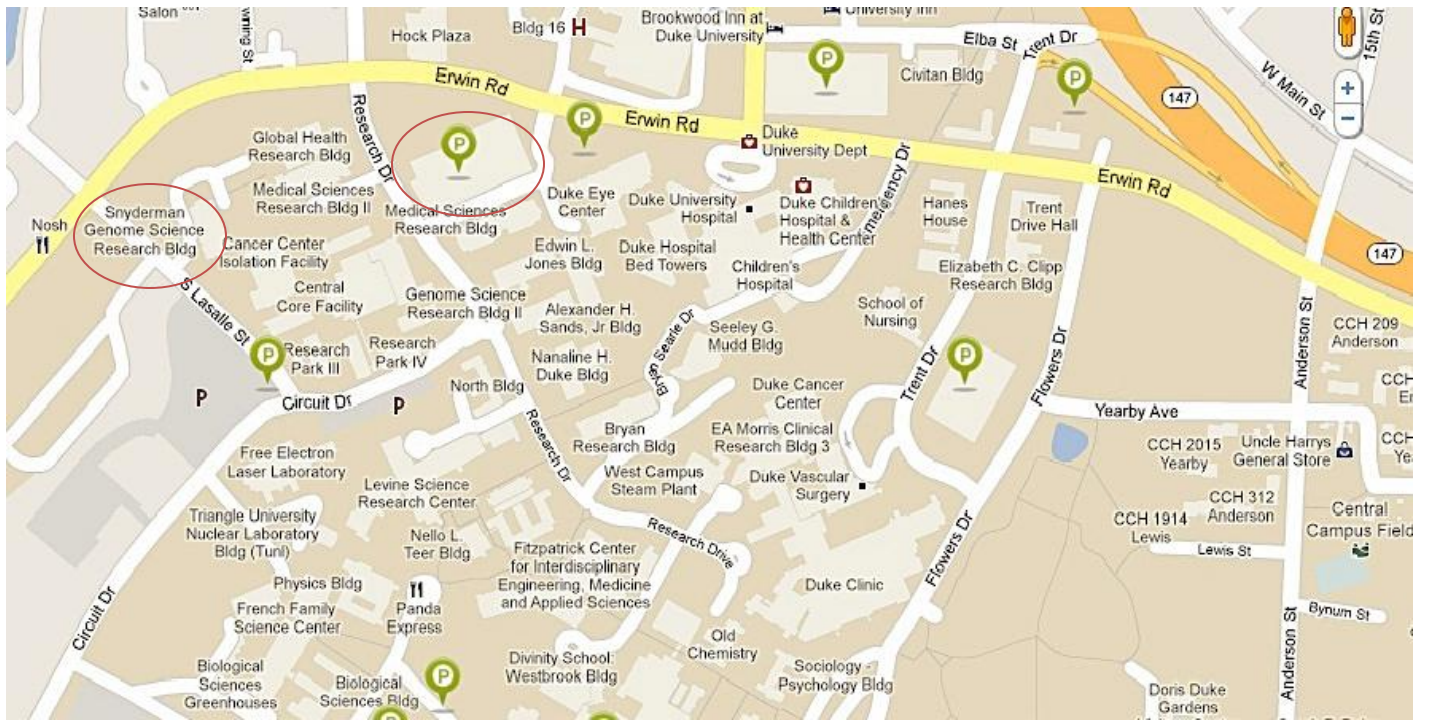 Salon
wning St
Hock Plaza
Bldg 16 H
Brookwood Inn at
Duke University
University Inn
Elba St
Trent Dr
Civitan Bldg
P
P
147
W Main St
15th St
+
−
Erwin Rd
P
P
Erwin Rd
Duke
University Dept
Erwin Rd
Research Dr
Global Health
Research Bldg
Medical Sciences
Research Bldg II
Medical Sciences
Research Bldg
Duke Eye
Center
Duke University
Hospital
Duke Children's
Hospital &
Health Center
Emergency Dr
Hanes
House
Trent
Drive Hall
Nosh
Snyderman
Genome Science
Research Bldg
Cancer Center
Isolation Facility
Edwin L.
Jones Bldg
Duke Hospital
Bed Towers
Children's
Hospital
Elizabeth C. Clipp
Research Bldg
147
S Lasalle St
Central
Core Facility
Genome Science
Research Bldg II
Alexander H.
Sands, Jr Bldg
Bryan Searle Dr
Seeley G.
Mudd Bldg
School of
Nursing
Anderson St
CCH 209
Anderson
P
Research
Park III
Research
Park IV
Nanaline H.
Duke Bldg
P
Trent Dr
Flowers Dr
P
Circuit Dr
P
North Bldg
Duke Cancer
Center
CCH
Yearby Ave
Research Dr
Bryan
Research Bldg
EA Morris Clinical
Research Bldg 3
CCH 2015
Yearby
Uncle Harrys
General Store
CCH
Ye
Free Electron
Laser Laboratory
Levine Science
Research Center
West Campus
Steam Plant
Duke Vascular
Surgery
CCH 312
Anderson
Triangle University
Nuclear Laboratory
Bldg (Tunl)
Nello L.
Teer Bldg
Research Drive
Flowers Dr
CCH 1914
Lewis
Lewis St
Central
Campus Field
Fitzpatrick Center
for Interdisciplinary
Engineering, Medicine
and Applied Sciences
Physics Bldg
Duke Clinic
Circuit Dr
French Family
Science Center
Panda
Express
Bynum St
Anderson St
Old
Chemistry
Biological
Sciences
Greenhouses
Biological
Sciences Bldg
P
Divinity School:
Westbrook Bldg
Sociology -
Psychology Bldg
Doris Duke
Gardens
P